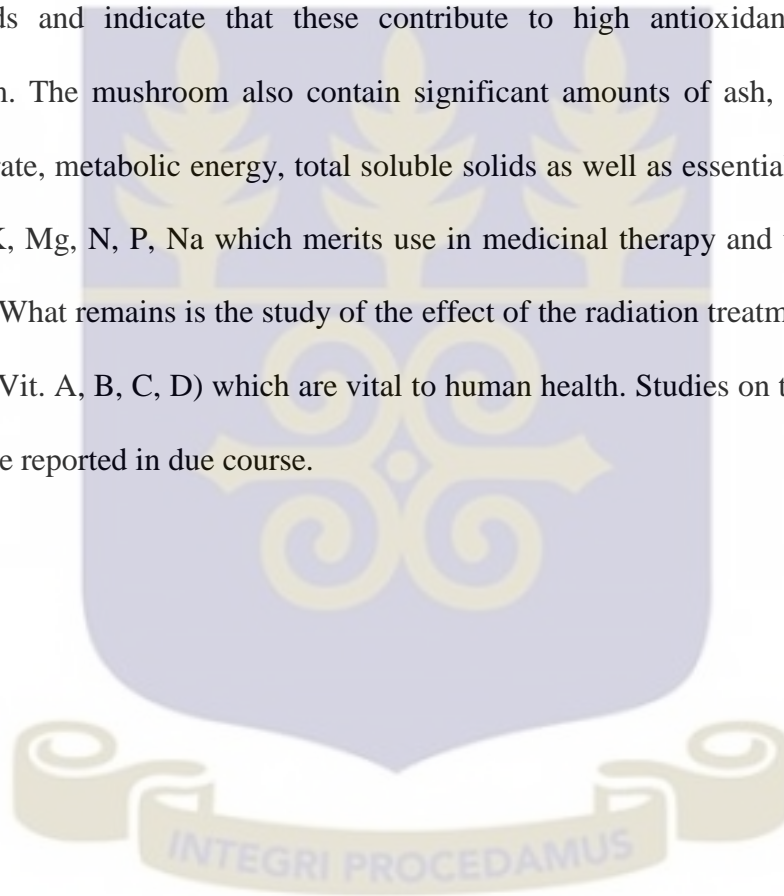 ds and indicate that these contribute to high antioxidan
n. The mushroom also contain significant amounts of ash,
rate, metabolic energy, total soluble solids as well as essentia
K, Mg, N, P, Na which merits use in medicinal therapy and
What remains is the study of the effect of the radiation treatm
Vit. A, B, C, D) which are vital to human health. Studies on t
e reported in due course.
INTEGRI PROCEDAMUS